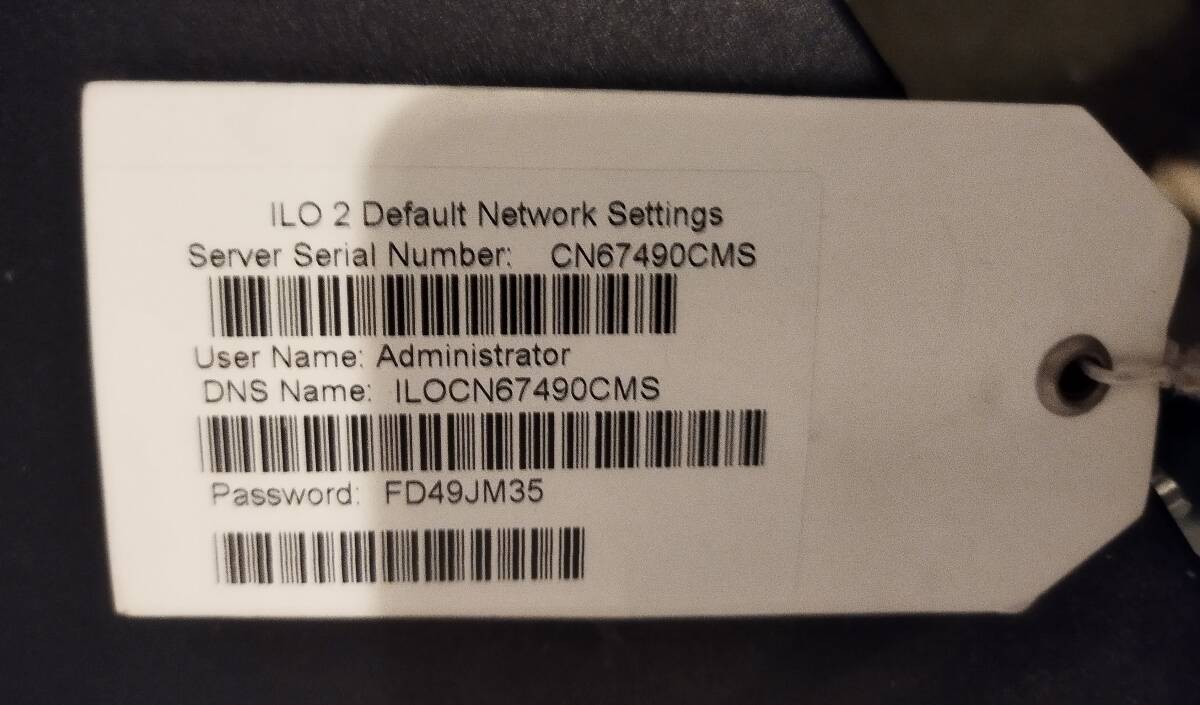 ILO 2 Default Network Settings
Server Serial Number: CN67490CMS
User Name: Administrator
DNS Name: ILOCN67490CMS
Password: FD49JM35